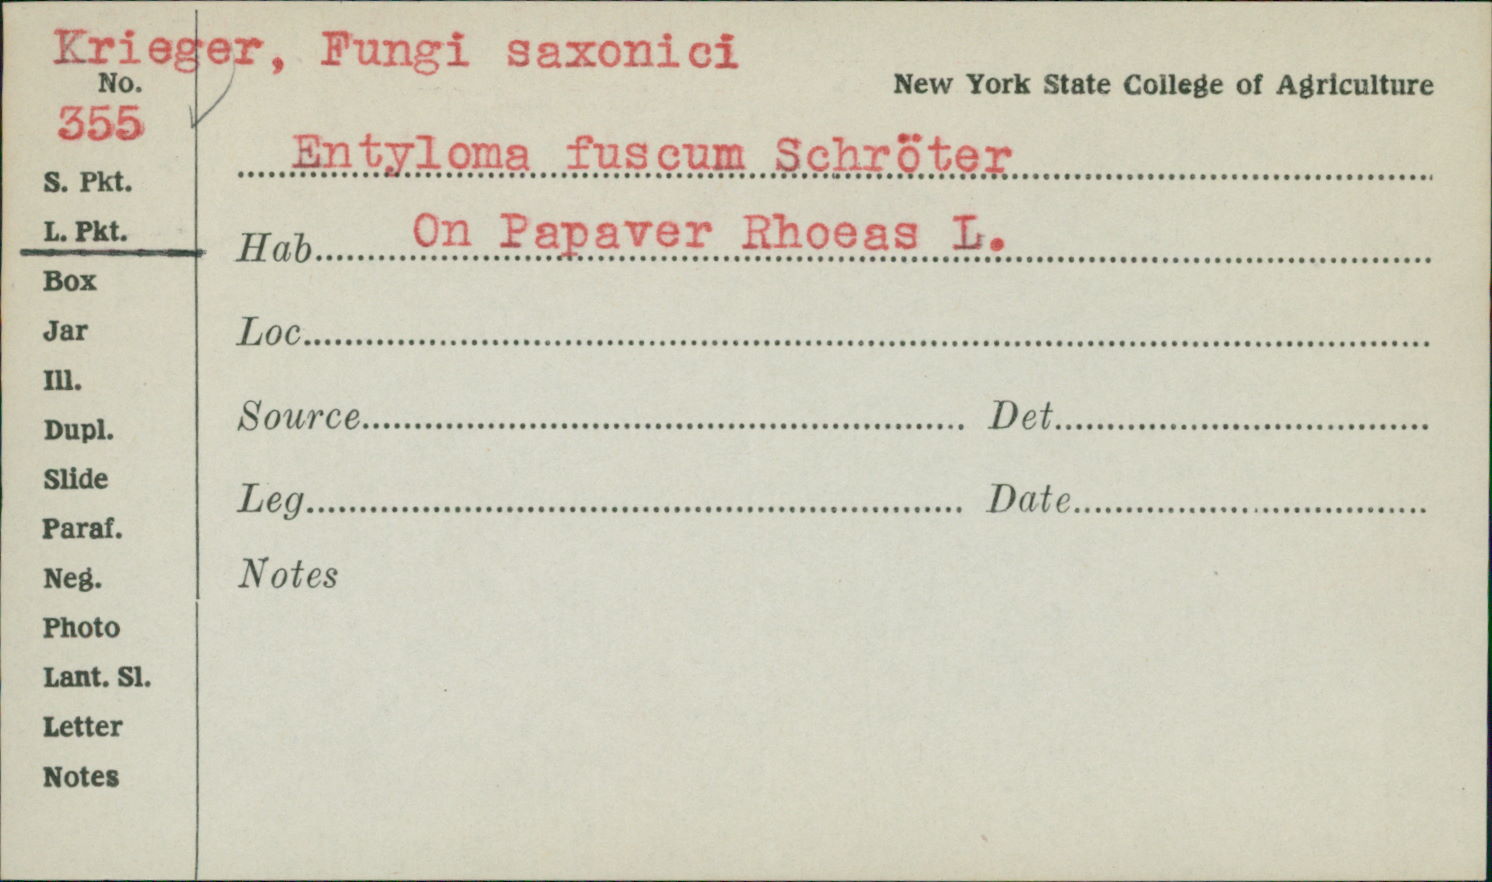 Krieger, Fungi saxonici
No.
355
New York State College of Agriculture
Entyloma fuscum Schröter
S. Pkt.
L. Pkt.
Hab. On Papaver Rhoeas L.
Box
Jar
Loc.
Ill.
Dupl.
Source Det.
Slide
Leg. Date
Paraf.
Neg.
Notes
Photo
Lant. Sl.
Letter
Notes